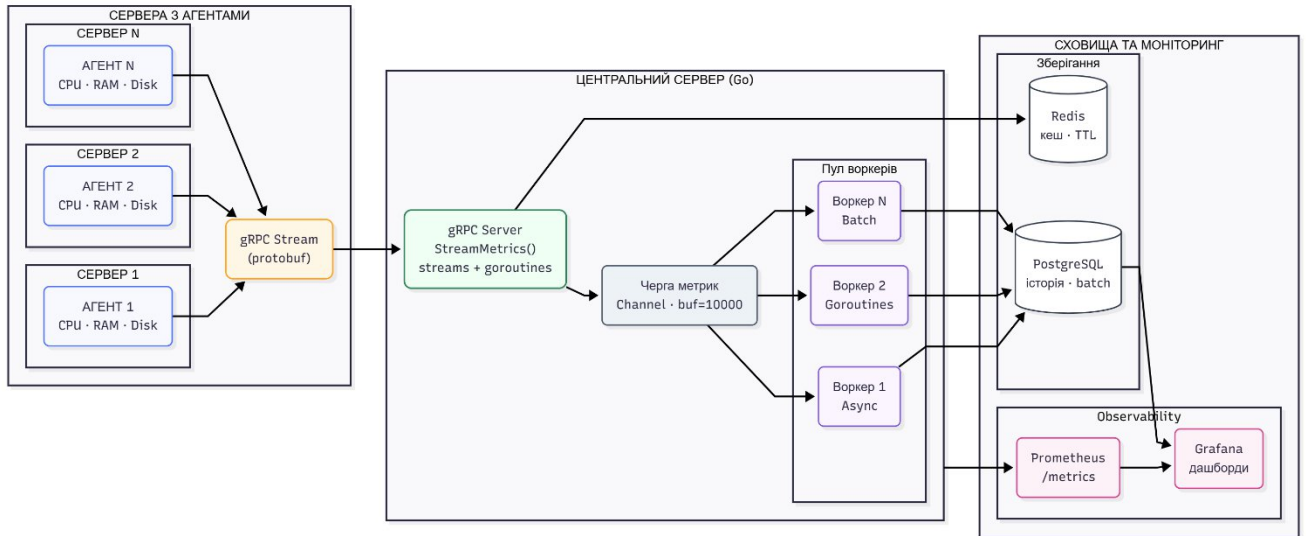 СЕРВЕРА З АГЕНТАМИ
СЕРВЕР N
АГЕНТ N
CPU · RAM · Disk
СЕРВЕР 2
АГЕНТ 2
CPU · RAM · Disk
СЕРВЕР 1
АГЕНТ 1
CPU · RAM · Disk
gRPC Stream
(protobuf)
ЦЕНТРАЛЬНИЙ СЕРВЕР (Go)
gRPC Server
StreamMetrics()
streams + goroutines
Черга метрик
Channel · buf=10000
Пул воркерів
Воркер N
Batch
Воркер 2
Goroutines
Воркер 1
Async
СХОВИЩА ТА МОНІТОРИНГ
Зберігання
Redis
кеш · TTL
PostgreSQL
історія · batch
Observability
Prometheus
/metrics
Grafana
дашборди